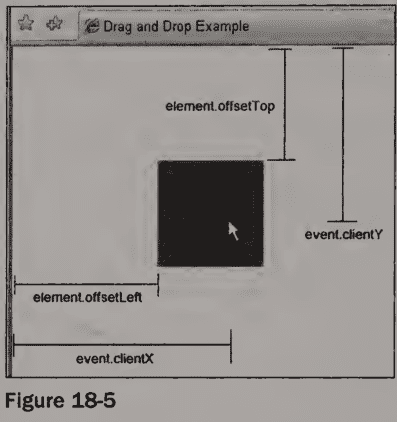 Drag and Drop Example
element.offsetTop
event.clientY
element.offsetLeft
event.clientX
Figure 18-5